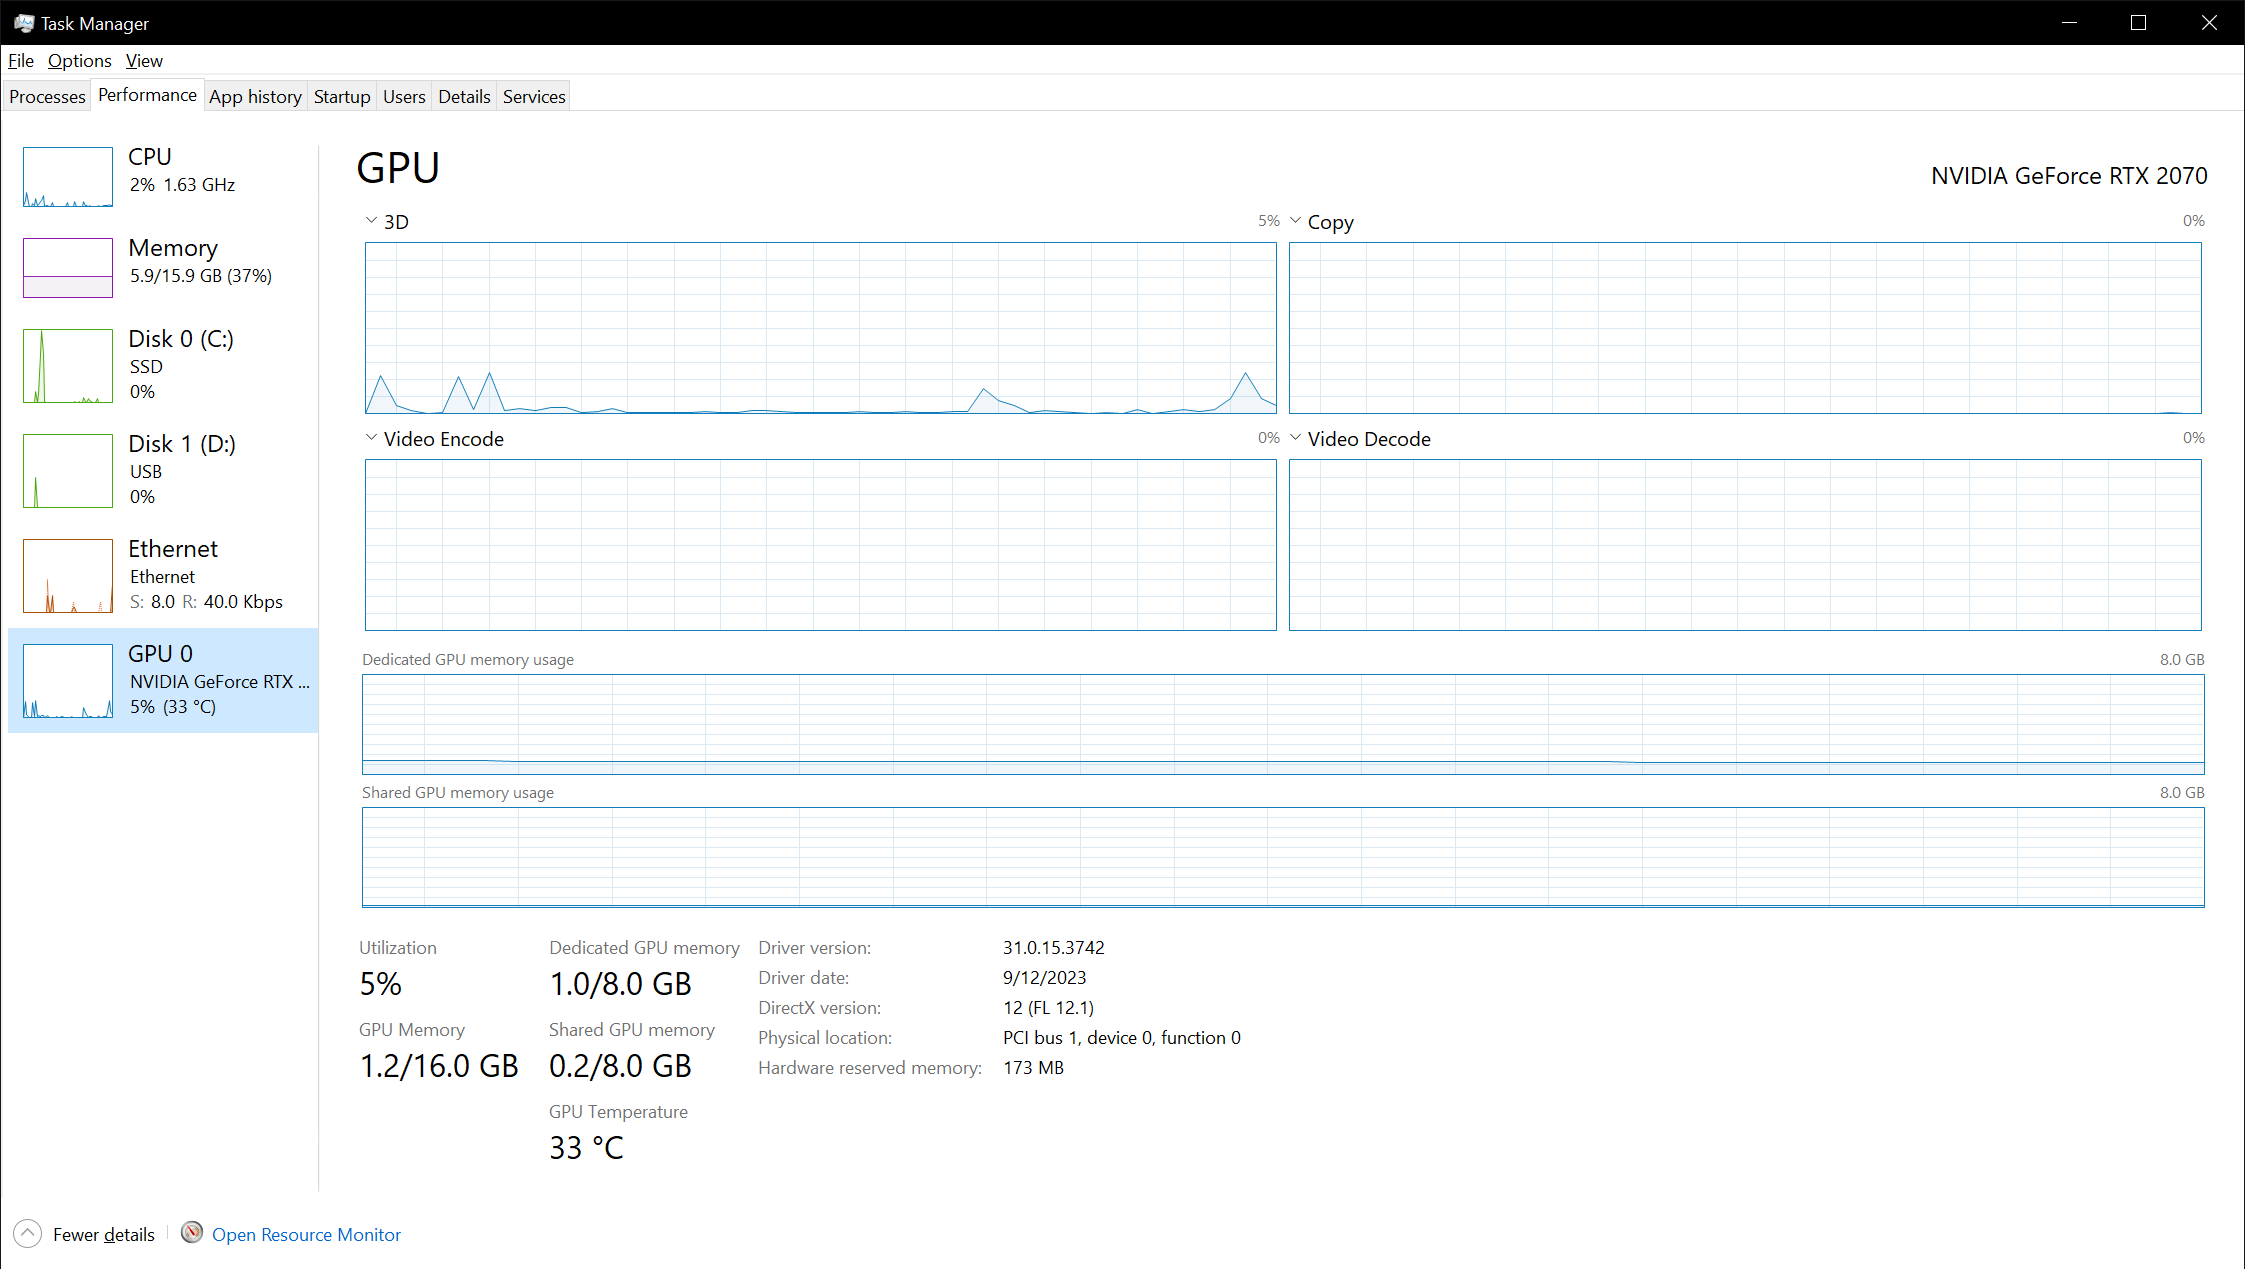 Task Manager
File Options View
Processes Performance App history Startup Users Details Services
CPU
2% 1.63 GHz
Memory
5.9/15.9 GB (37%)
Disk 0 (C:)
SSD
0%
Disk 1 (D:)
USB
0%
Ethernet
Ethernet
S: 8.0 R: 40.0 Kbps
GPU 0
NVIDIA GeForce RTX ...
5% (33 °C)
GPU
NVIDIA GeForce RTX 2070
3D 5%
Copy 0%
Video Encode 0%
Video Decode 0%
Dedicated GPU memory usage 8.0 GB
Shared GPU memory usage 8.0 GB
Utilization
5%
GPU Memory
1.2/16.0 GB
Dedicated GPU memory
1.0/8.0 GB
Shared GPU memory
0.2/8.0 GB
GPU Temperature
33 °C
Driver version: 31.0.15.3742
Driver date: 9/12/2023
DirectX version: 12 (FL 12.1)
Physical location: PCI bus 1, device 0, function 0
Hardware reserved memory: 173 MB
Fewer details Open Resource Monitor